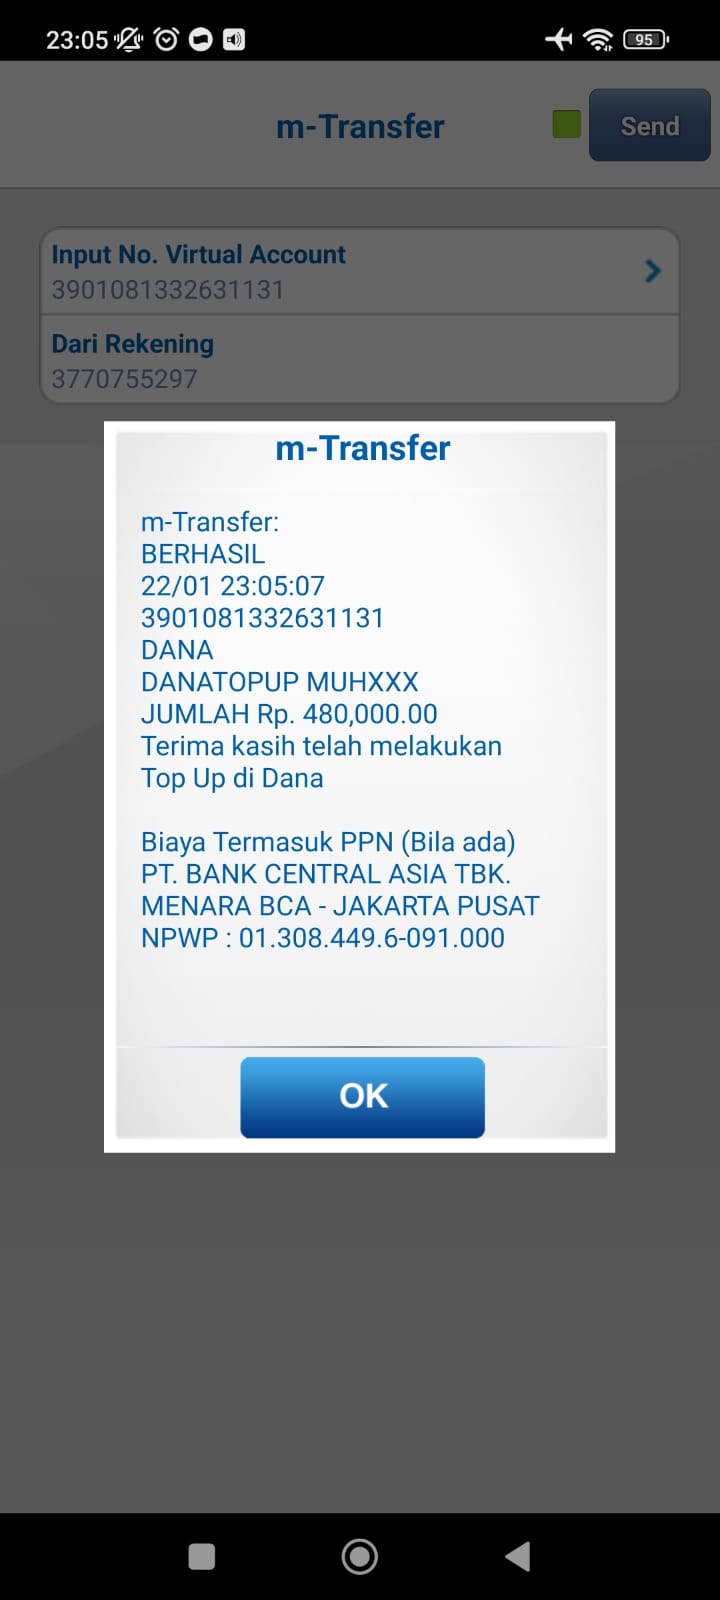 23:05
95
m-Transfer
Send
Input No. Virtual Account
3901081332631131
Dari Rekening
3770755297
m-Transfer
m-Transfer:
BERHASIL
22/01 23:05:07
3901081332631131
DANA
DANATOPUP MUHXXX
JUMLAH Rp. 480,000.00
Terima kasih telah melakukan
Top Up di Dana
Biaya Termasuk PPN (Bila ada)
PT. BANK CENTRAL ASIA TBK.
MENARA BCA - JAKARTA PUSAT
NPWP : 01.308.449.6-091.000
OK